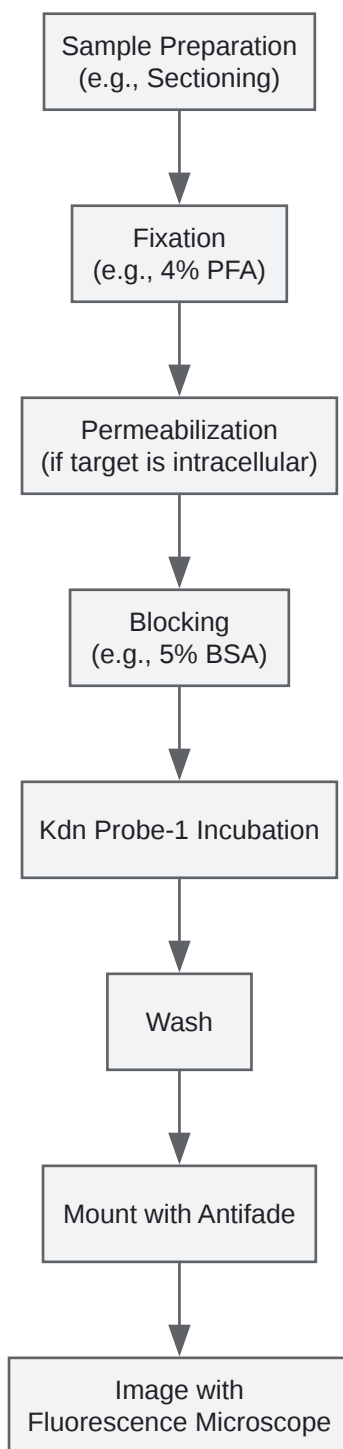 Sample Preparation
(e.g., Sectioning)
Fixation
(e.g., 4% PFA)
Permeabilization
(if target is intracellular)
Blocking
(e.g., 5% BSA)
Kdn Probe-1 Incubation
Wash
Mount with Antifade
Image with
Fluorescence Microscope